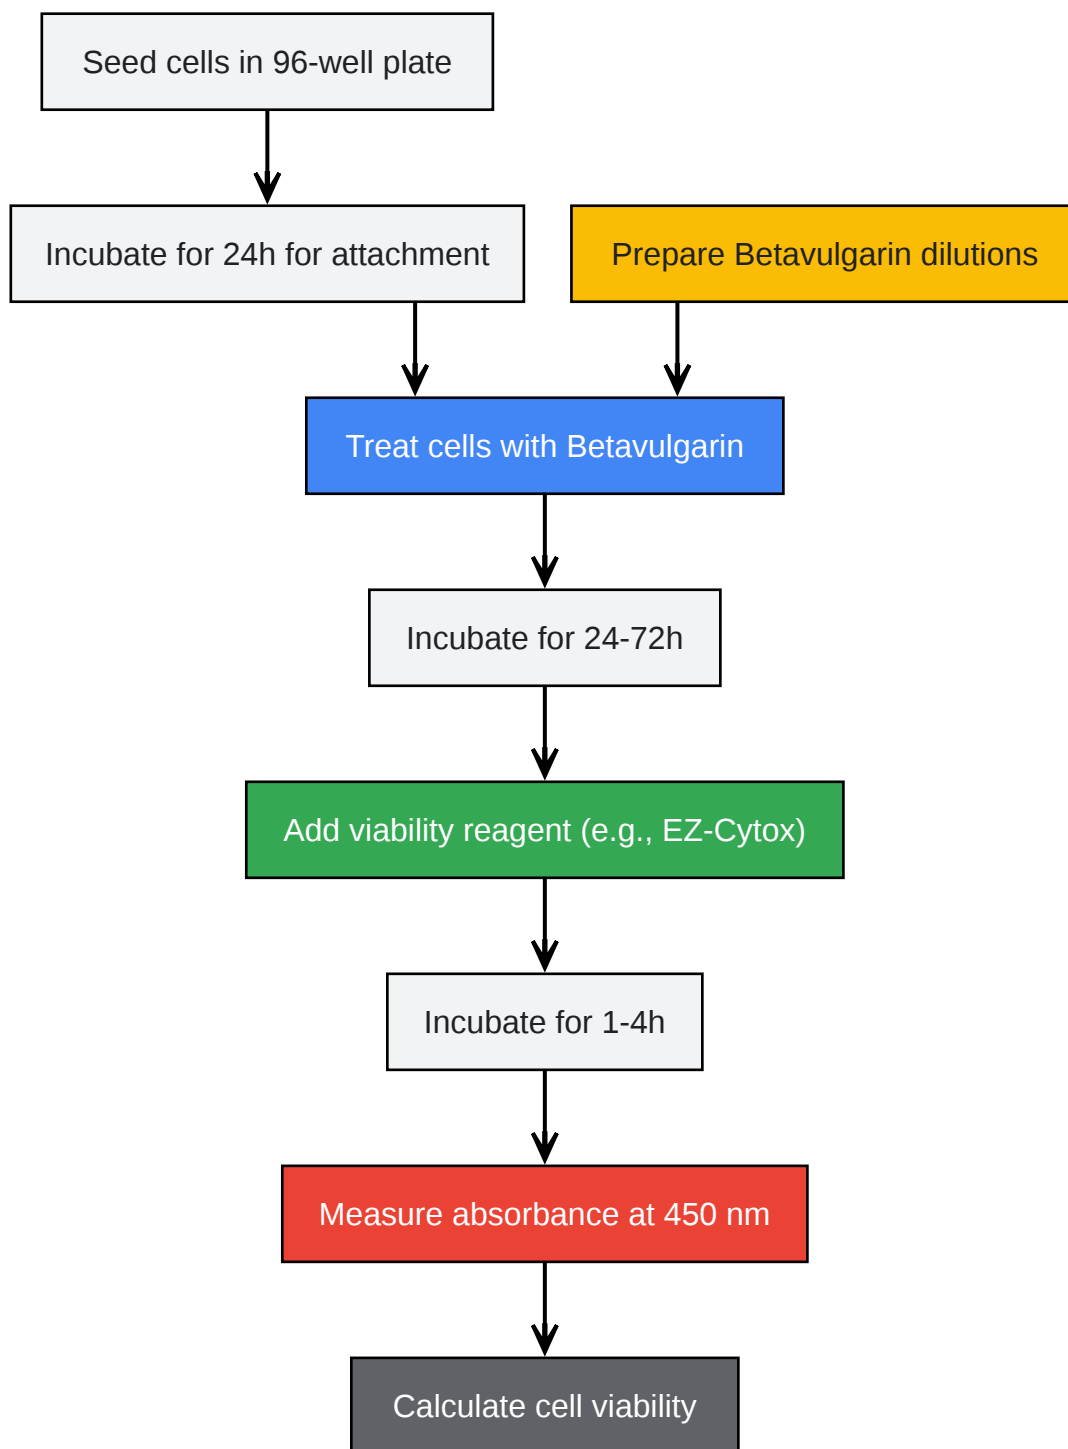 Seed cells in 96-well plate
Incubate for 24h for attachment
Prepare Betavulgarin dilutions
Treat cells with Betavulgarin
Incubate for 24-72h
Add viability reagent (e.g., EZ-Cytox)
Incubate for 1-4h
Measure absorbance at 450 nm
Calculate cell viability